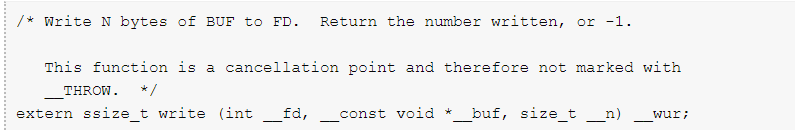 /* Write N bytes of BUF to FD.  Return the number written, or -1.
This function is a cancellation point and therefore not marked with
__THROW.  */
extern ssize_t write (int __fd, __const void *__buf, size_t __n) __wur;